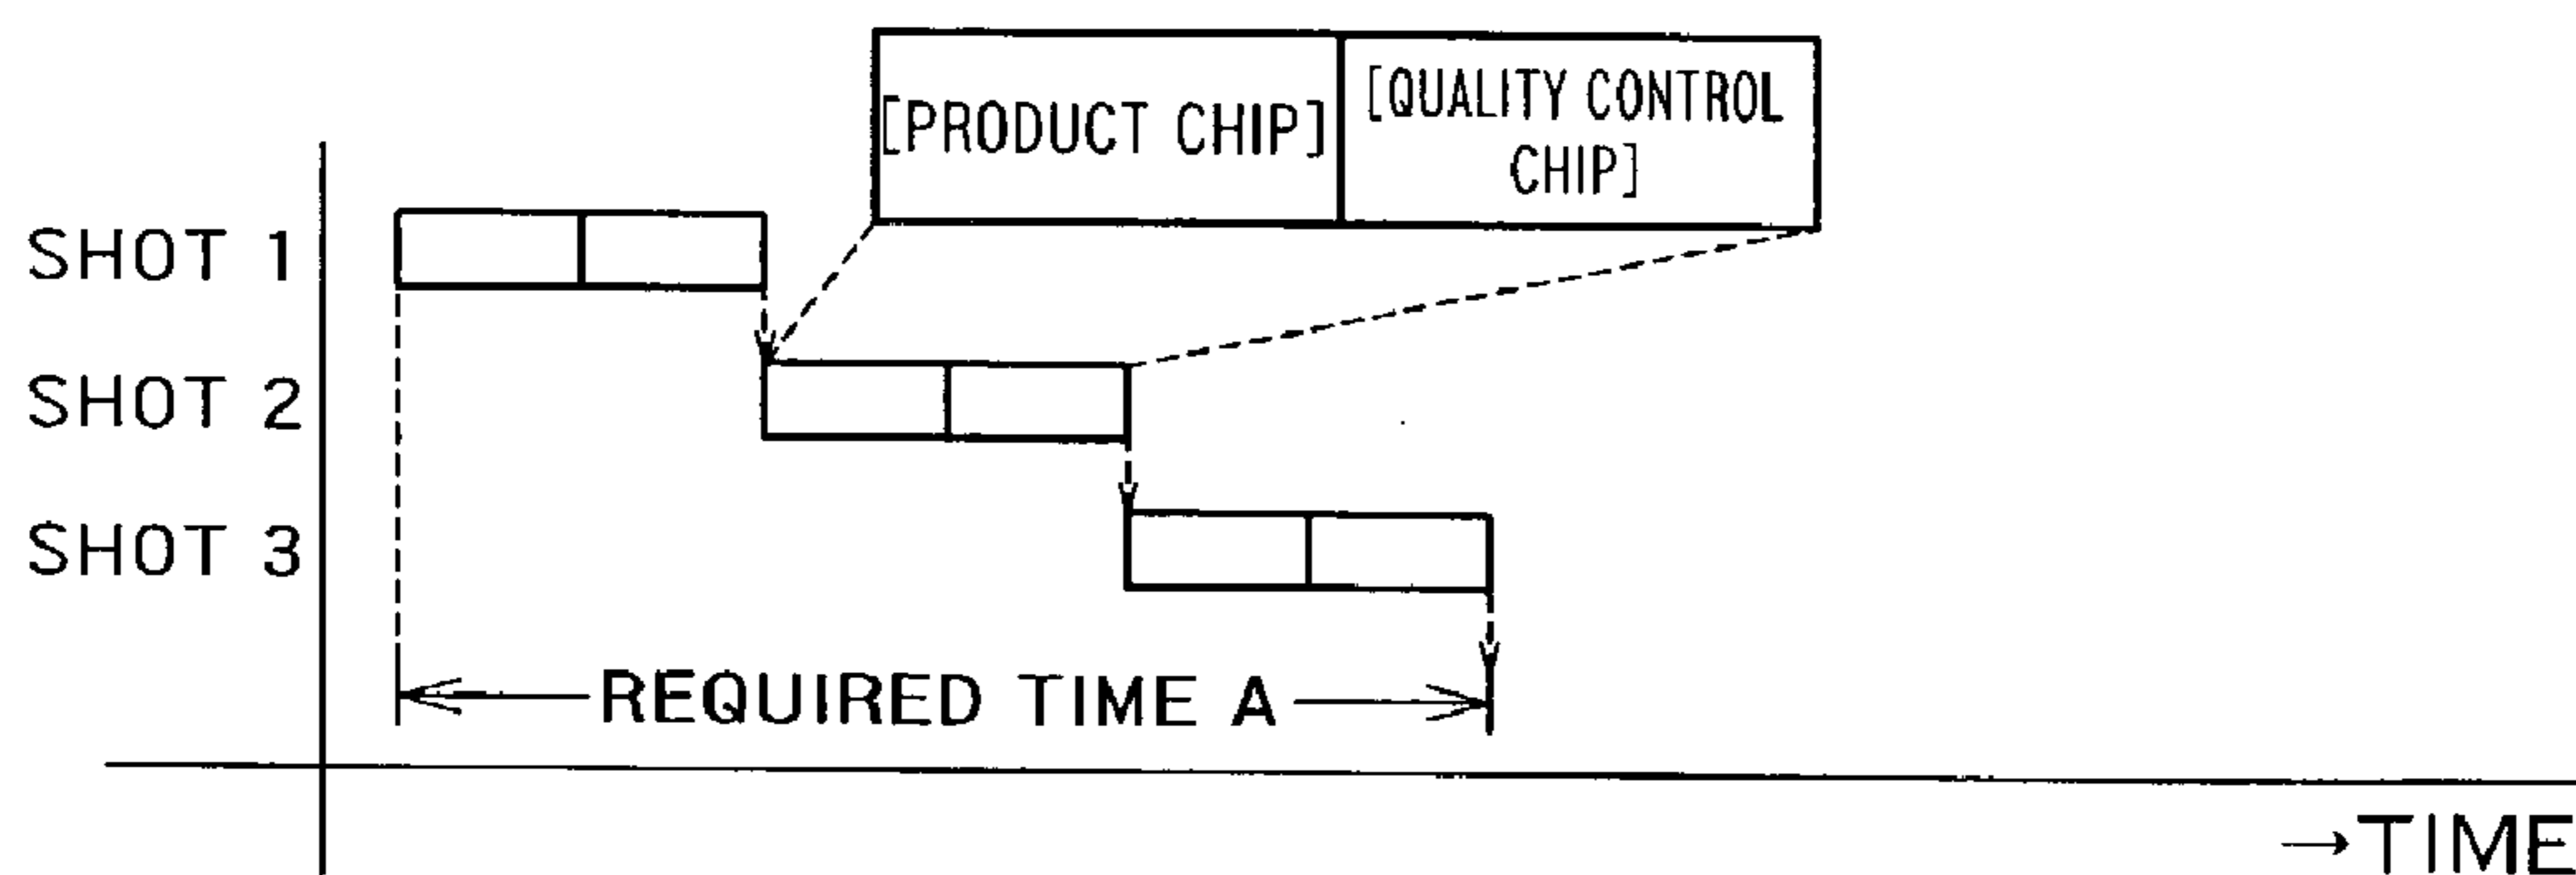 [PRODUCT CHIP]
[QUALITY CONTROL
CHIP]
SHOT 1
SHOT 2
SHOT 3
REQUIRED TIME A
→TIME